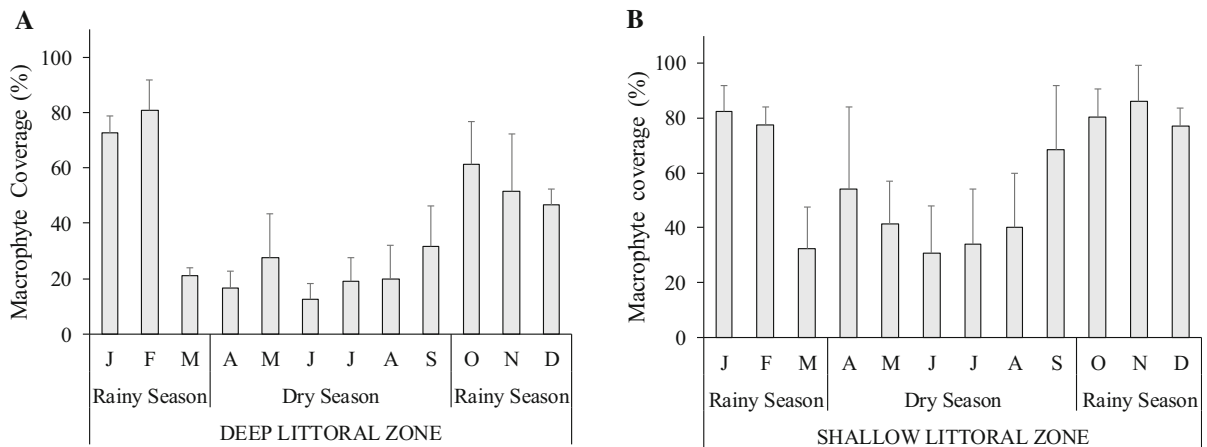 A
Macrophyte Coverage (%)
100
80
60
40
20
0
J F M A M J J A S O N D
Rainy Season Dry Season Rainy Season
DEEP LITTORAL ZONE
B
Macrophyte coverage (%)
100
80
60
40
20
0
J F M A M J J A S O N D
Rainy Season Dry Season Rainy Season
SHALLOW LITTORAL ZONE